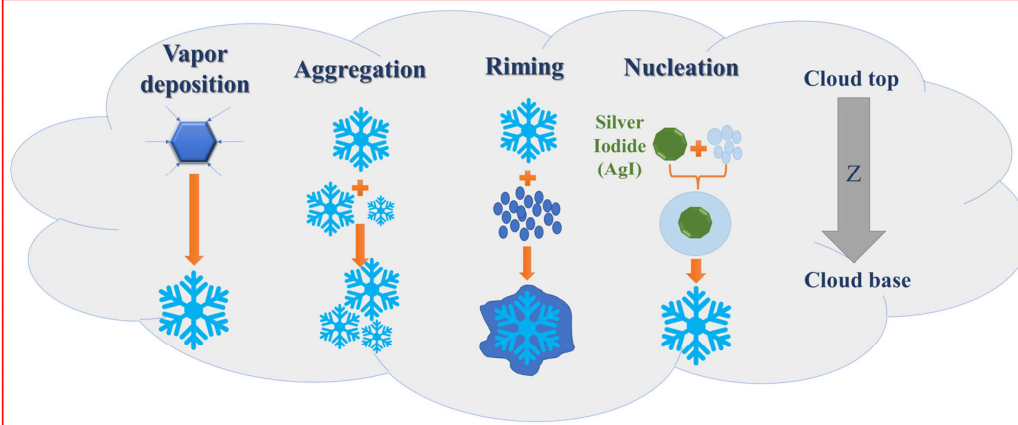 Vapor
deposition
Aggregation
Riming
Nucleation
Silver
Iodide
(AgI)
Cloud top
Z
Cloud base